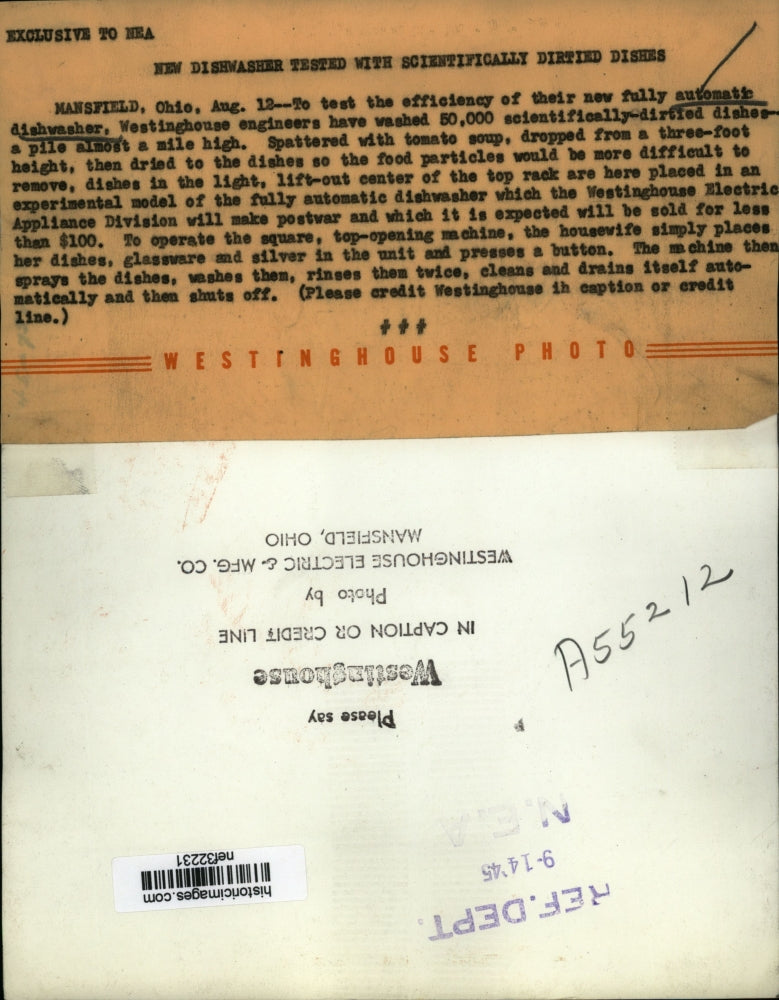 EXCLUSIVE TO NEA
NEW DISHWASHER TESTED WITH SCIENTIFICALLY DIRTIED DISHES
MANSFIELD, Ohio, Aug. 12--To test the efficiency of their new fully automatic
dishwasher, Westinghouse engineers have washed 50,000 scientifically-dirtied dishes--
a pile almost a mile high. Spattered with tomato soup, dropped from a three-foot
height, then dried to the dishes so the food particles would be more difficult to
remove, dishes in the light, lift-out center of the top rack are here placed in an
experimental model of the fully automatic dishwasher which the Westinghouse Electric
Appliance Division will make postwar and which it is expected will be sold for less
than $100. To operate the square, top-opening machine, the housewife simply places
her dishes, glassware and silver in the unit and presses a button. The machine then
sprays the dishes, washes them, rinses them twice, cleans and drains itself auto-
matically and then shuts off. (Please credit Westinghouse in caption or credit
line.)
###
WESTINGHOUSE PHOTO
Please say
Westinghouse
IN CAPTION OR CREDIT LINE
Photo by
WESTINGHOUSE ELECTRIC & MFG. CO.
MANSFIELD, OHIO
A55212
REF. DEPT.
9-14'45
N.E.A
historicimages.com
nef32231